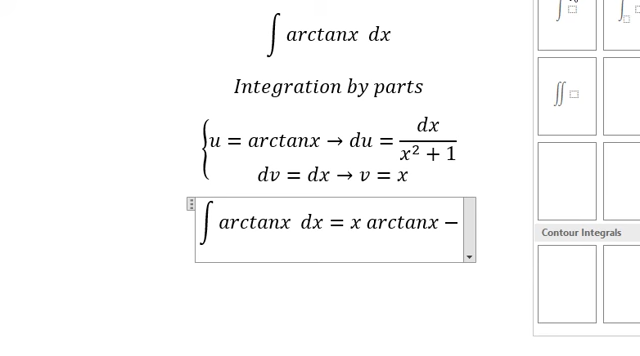 ∫ arctanx dx
Integration by parts
{u = arctanx → du = dx / (x² + 1)
dv = dx → v = x
∫ arctanx dx = x arctanx −
Contour Integrals